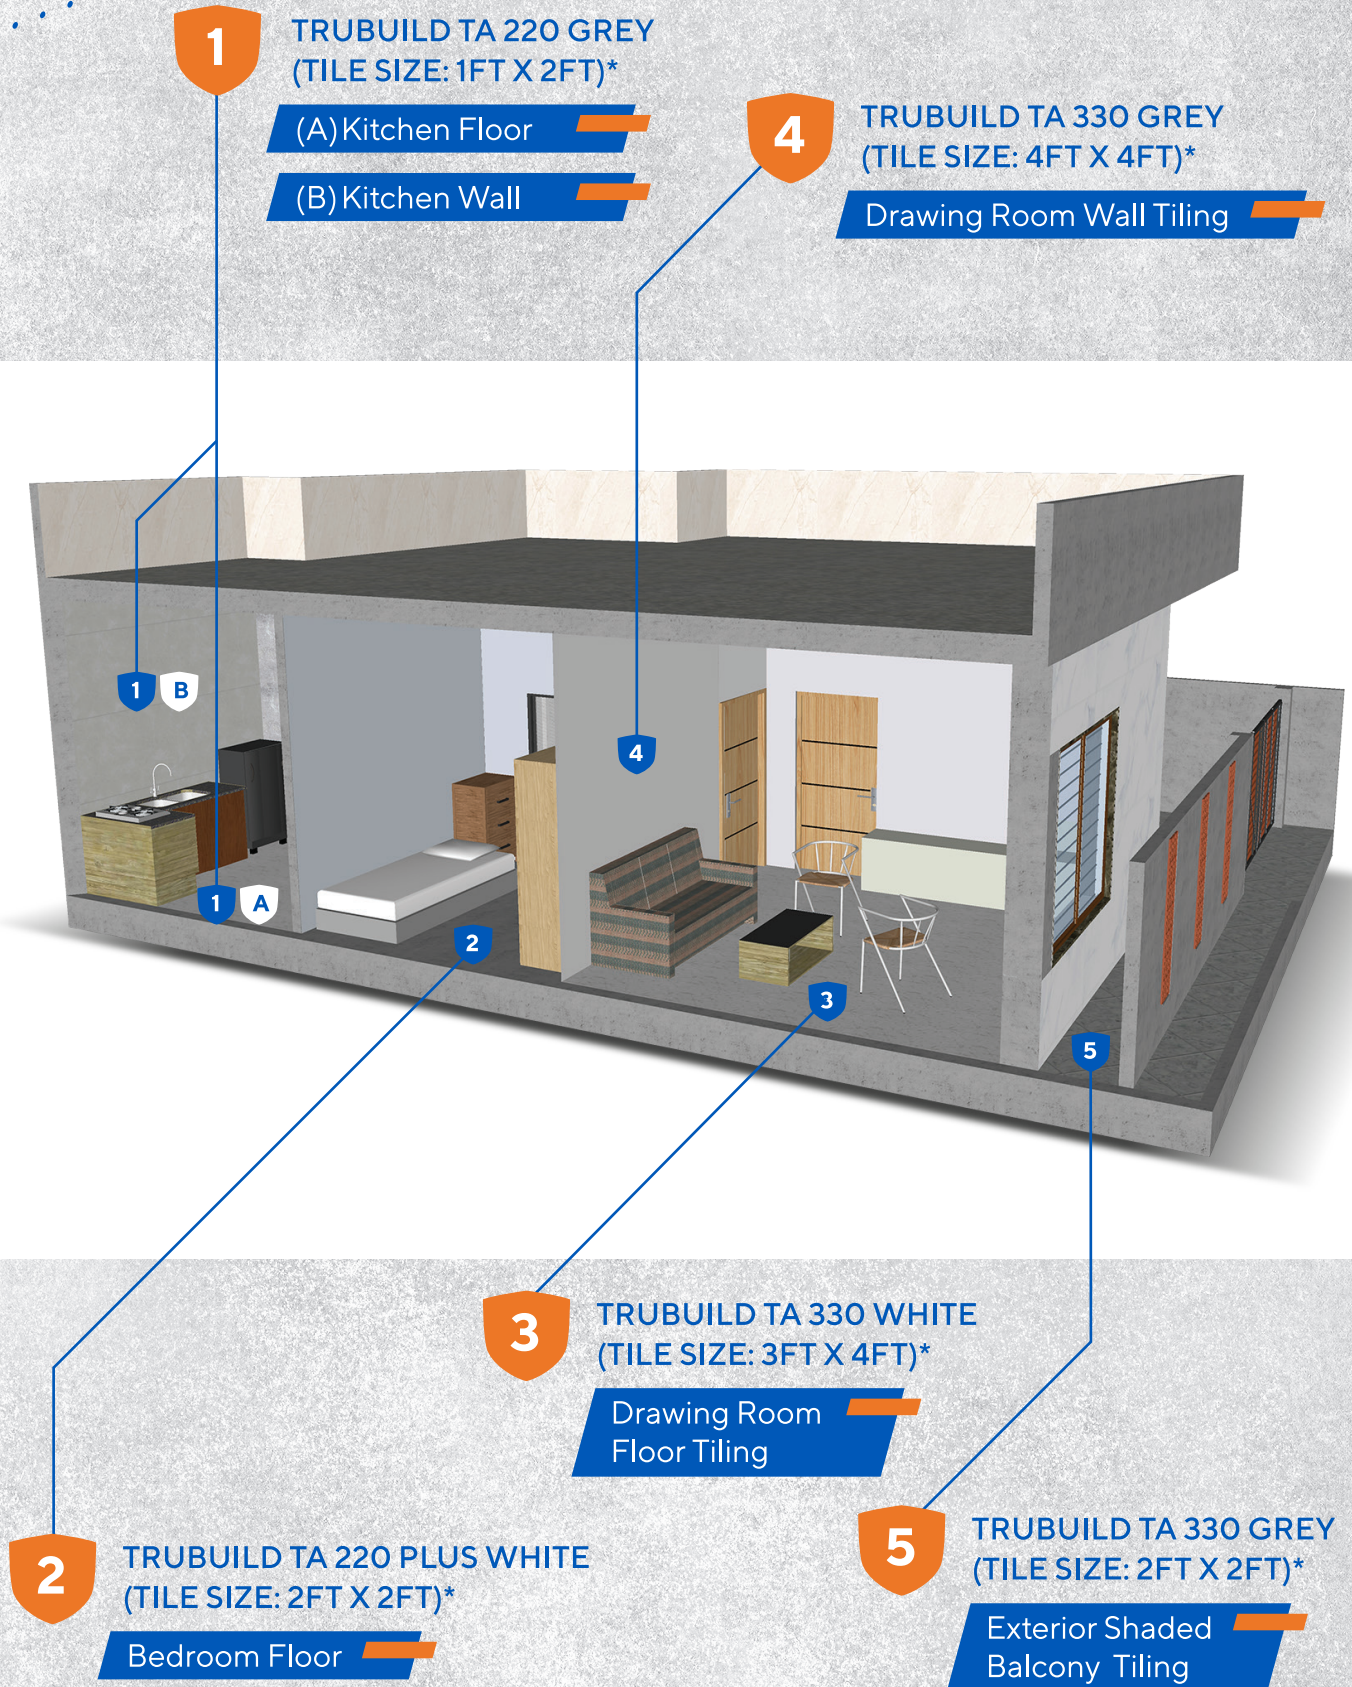 1
TRUBUILD TA 220 GREY
(TILE SIZE: 1FT X 2FT)*
(A) Kitchen Floor
(B) Kitchen Wall
4
TRUBUILD TA 330 GREY
(TILE SIZE: 4FT X 4FT)*
Drawing Room Wall Tiling
1 B
4
1 A
2
3
5
3
TRUBUILD TA 330 WHITE
(TILE SIZE: 3FT X 4FT)*
Drawing Room
Floor Tiling
2
TRUBUILD TA 220 PLUS WHITE
(TILE SIZE: 2FT X 2FT)*
Bedroom Floor
5
TRUBUILD TA 330 GREY
(TILE SIZE: 2FT X 2FT)*
Exterior Shaded
Balcony Tiling